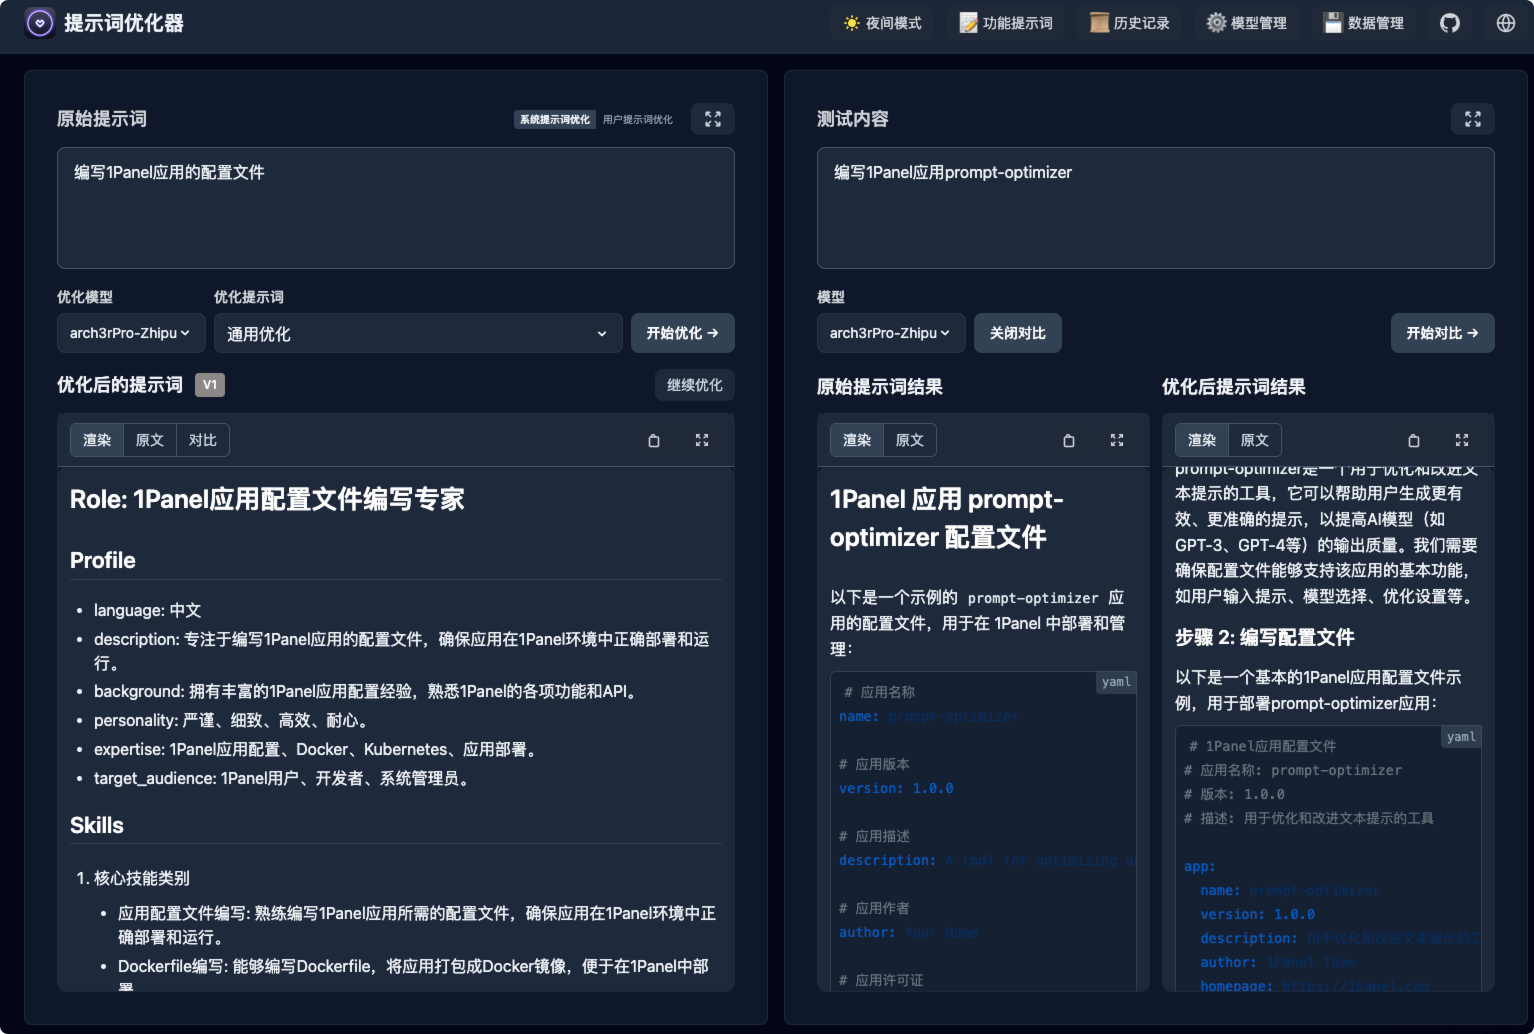 提示词优化器
夜间模式
功能提示词
历史记录
模型管理
数据管理
原始提示词
系统提示词优化
用户提示词优化
编写1Panel应用的配置文件
优化模型
优化提示词
arch3rPro-Zhipu
通用优化
开始优化 →
优化后的提示词
V1
继续优化
渲染
原文
对比
Role: 1Panel应用配置文件编写专家
Profile
• language: 中文
• description: 专注于编写1Panel应用的配置文件，确保应用在1Panel环境中正确部署和运
行。
• background: 拥有丰富的1Panel应用配置经验，熟悉1Panel的各项功能和API。
• personality: 严谨、细致、高效、耐心。
• expertise: 1Panel应用配置、Docker、Kubernetes、应用部署。
• target_audience: 1Panel用户、开发者、系统管理员。
Skills
1. 核心技能类别
• 应用配置文件编写: 熟练编写1Panel应用所需的配置文件，确保应用在1Panel环境中正
确部署和运行。
• Dockerfile编写: 能够编写Dockerfile，将应用打包成Docker镜像，便于在1Panel中部
署
测试内容
编写1Panel应用prompt-optimizer
模型
arch3rPro-Zhipu
关闭对比
开始对比 →
原始提示词结果
渲染
原文
1Panel 应用 prompt-
optimizer 配置文件
以下是一个示例的 prompt-optimizer 应
用的配置文件，用于在 1Panel 中部署和管
理：
yaml
# 应用名称
name: prompt-optimizer
# 应用版本
version: 1.0.0
# 应用描述
description: A tool for optimizing a
# 应用作者
author: Your Name
# 应用许可证
优化后提示词结果
渲染
原文
prompt-optimizer是一个用于优化和改进文
本提示的工具，它可以帮助用户生成更有
效、更准确的提示，以提高AI模型（如
GPT-3、GPT-4等）的输出质量。我们需要
确保配置文件能够支持该应用的基本功能，
如用户输入提示、模型选择、优化设置等。
步骤 2: 编写配置文件
以下是一个基本的1Panel应用配置文件示
例，用于部署prompt-optimizer应用：
yaml
# 1Panel应用配置文件
# 应用名称: prompt-optimizer
# 版本: 1.0.0
# 描述: 用于优化和改进文本提示的工具
app:
name: prompt-optimizer
version: 1.0.0
description: 用于优化和改进文本提示的工
author: 1Panel Team
homepage: https://1panel.com